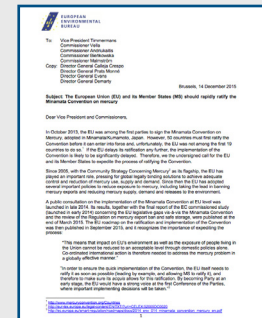 EUROPEAN
ENVIRONMENTAL
BUREAU
To: Vice President Timmermans
Commissioner Vella
Commissioner Andriukaitis
Commissioner Bieńkowska
Commissioner Malmström
Copy: Director General Calleja Crespo
Director General Prats Monné
Director General Evans
Director General Demarty
Brussels, 14 December 2015
Subject: The European Union (EU) and its Member States (MS) should rapidly ratify the
Minamata Convention on mercury
Dear Vice President and Commissioners,
In October 2013, the EU was among the first parties to sign the Minamata Convention on
Mercury, adopted in Minamata/Kumamoto, Japan. However, 50 countries must first ratify the
Convention before it can enter into force and, unfortunately, the EU was not among the first 19
countries to do so. If the EU delays its ratification any further, the implementation of the
Convention is likely to be significantly delayed. Therefore, we the undersigned call for the EU
and its Members States to expedite the process of ratifying the Convention.
Since 2005, with the Community Strategy Concerning Mercury as its flagship, the EU has
played an important role, pressing for global legally binding solutions to achieve adequate
control and reduction of mercury use, supply and demand. Since then the EU has adopted
several important policies to reduce exposure to mercury, including taking the lead in banning
mercury exports and reducing mercury supply, demand and releases to the environment.
A public consultation on the implementation of the Minamata Convention at EU level was
launched in late 2014. Its results, together with the final report of the EC commissioned study
(launched in early 2014) concerning the EU legislative gaps vis-à-vis the Minamata Convention
and the review of the Regulation on mercury export ban and safe storage, were published at the
end of March 2015. The EU roadmap on the ratification and implementation of the Convention
was then published in September 2015, and it recognises the importance of expediting the
process:
"This means that impact on EU's environment as well as the exposure of people living in
the Union cannot be reduced to an acceptable level through domestic policies alone.
Co-ordinated international action is therefore needed to address the mercury problem in
a globally effective manner."
"In order to ensure the quick implementation of the Convention, the EU itself needs to
ratify it as soon as possible (leading by example, and allowing MS to ratify it), and
therefore to make sure its acquis allows for this ratification. By becoming Party at an
early stage, the EU would have a strong voice at the first Conference of the Parties,
where important implementing decisions will be taken."